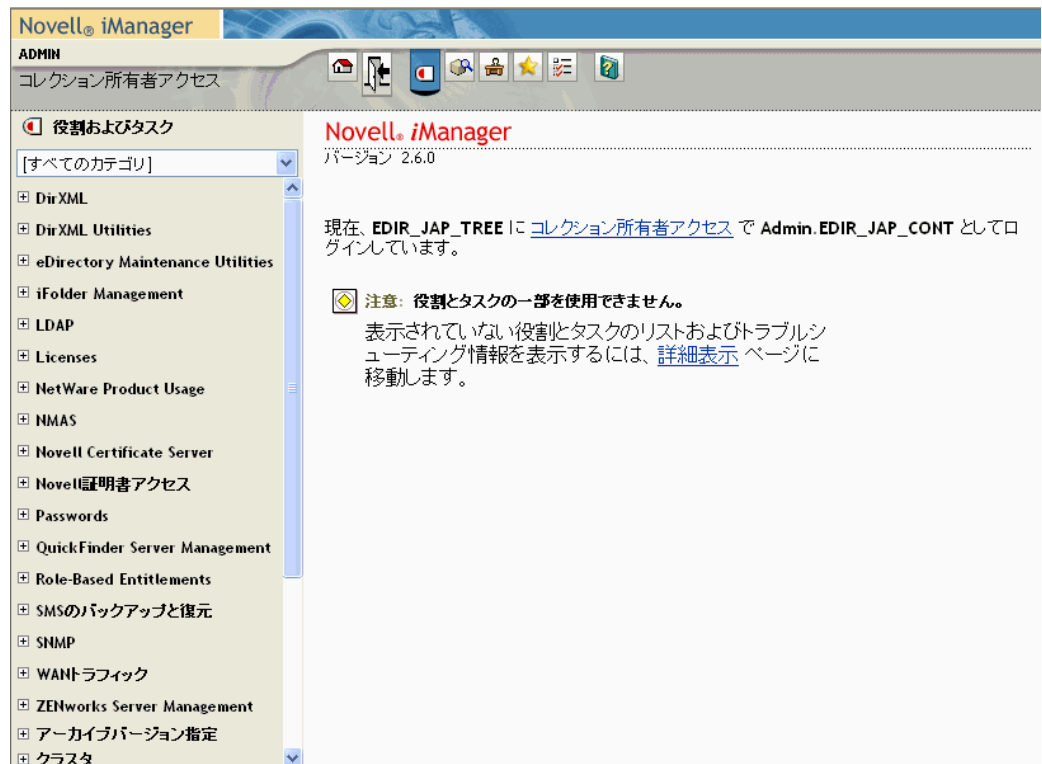 Novell® iManager
ADMIN
コレクション所有者アクセス
役割およびタスク
[すべてのカテゴリ]
DirXML
DirXML Utilities
eDirectory Maintenance Utilities
iFolder Management
LDAP
Licenses
NetWare Product Usage
NMAS
Novell Certificate Server
Novell証明書アクセス
Passwords
QuickFinder Server Management
Role-Based Entitlements
SMSのバックアップと復元
SNMP
WANトラフィック
ZENworks Server Management
アーカイブバージョン指定
クラスタ
Novell® iManager
バージョン 2.6.0
現在、EDIR_JAP_TREE に コレクション所有者アクセス で Admin.EDIR_JAP_CONT としてロ
グインしています。
注意: 役割とタスクの一部を使用できません。
表示されていない役割とタスクのリストおよびトラブルシ
ューティング情報を表示するには、詳細表示 ページに
移動します。